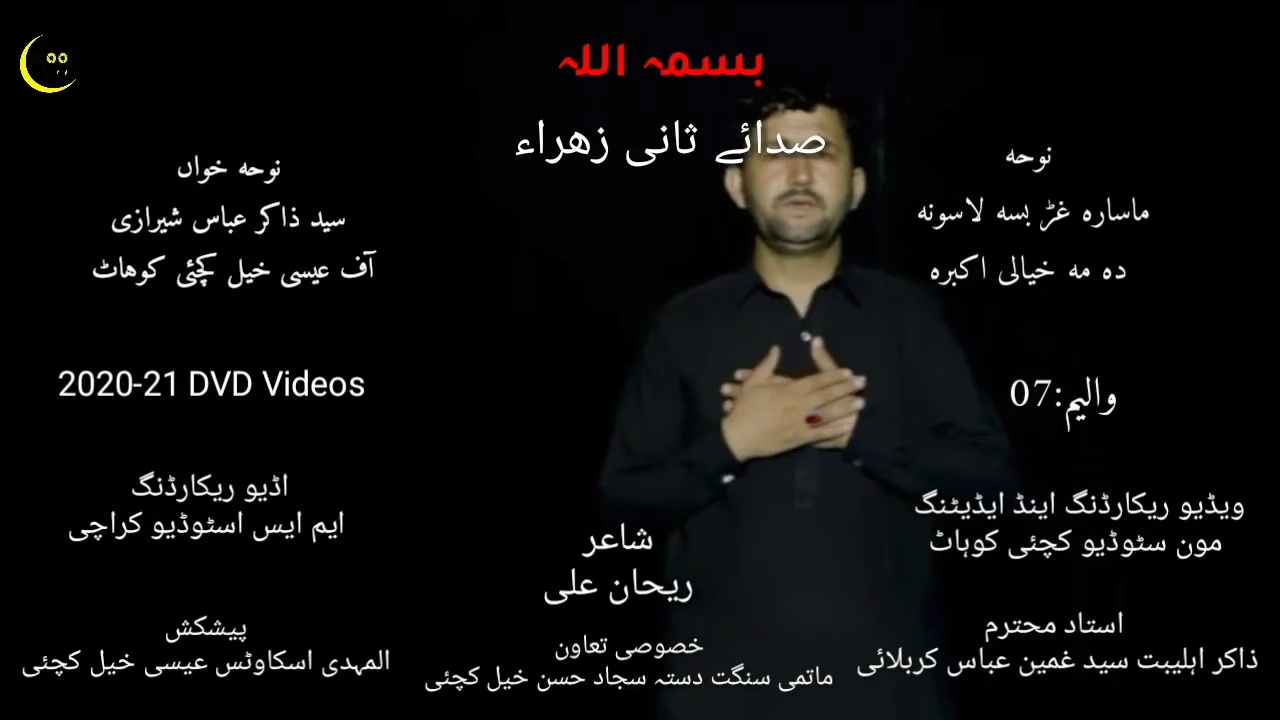 بسمہ اللہ
صدائے ثانی زھراء
نوحہ
ماسارہ غڑ بسہ لاسونہ
دہ مہ خیالی اکبرہ
والیم:07
نوحہ خواں
سید ذاکر عباس شیرازی
آف عیسی خیل کچئی کوھاٹ
2020-21 DVD Videos
ویڈیو ریکارڈنگ اینڈ ایڈیٹنگ
مون سٹوڈیو کچئی کوہاٹ
اڈیو ریکارڈنگ
ایم ایس اسٹوڈیو کراچی
شاعر
ریحان علی
استاد محترم
ذاکر اہلیبت سید غمین عباس کربلائی
خصوصی تعاون
ماتمی سنگت دستہ سجاد حسن خیل کچئی
پیشکش
المہدی اسکاوٹس عیسی خیل کچئی